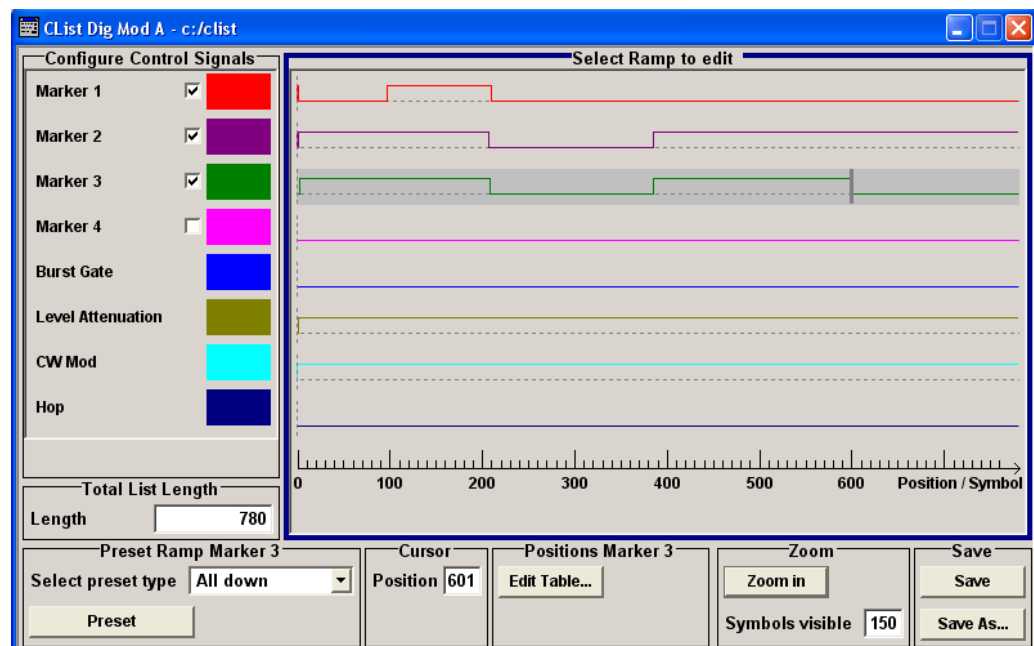 CList Dig Mod A - c:/clist
Configure Control Signals
Marker 1
Marker 2
Marker 3
Marker 4
Burst Gate
Level Attenuation
CW Mod
Hop
Select Ramp to edit
0 100 200 300 400 500 600 Position / Symbol
Total List Length
Length 780
Preset Ramp Marker 3
Select preset type All down
Preset
Cursor
Position 601
Positions Marker 3
Edit Table...
Zoom
Zoom in
Symbols visible 150
Save
Save
Save As...